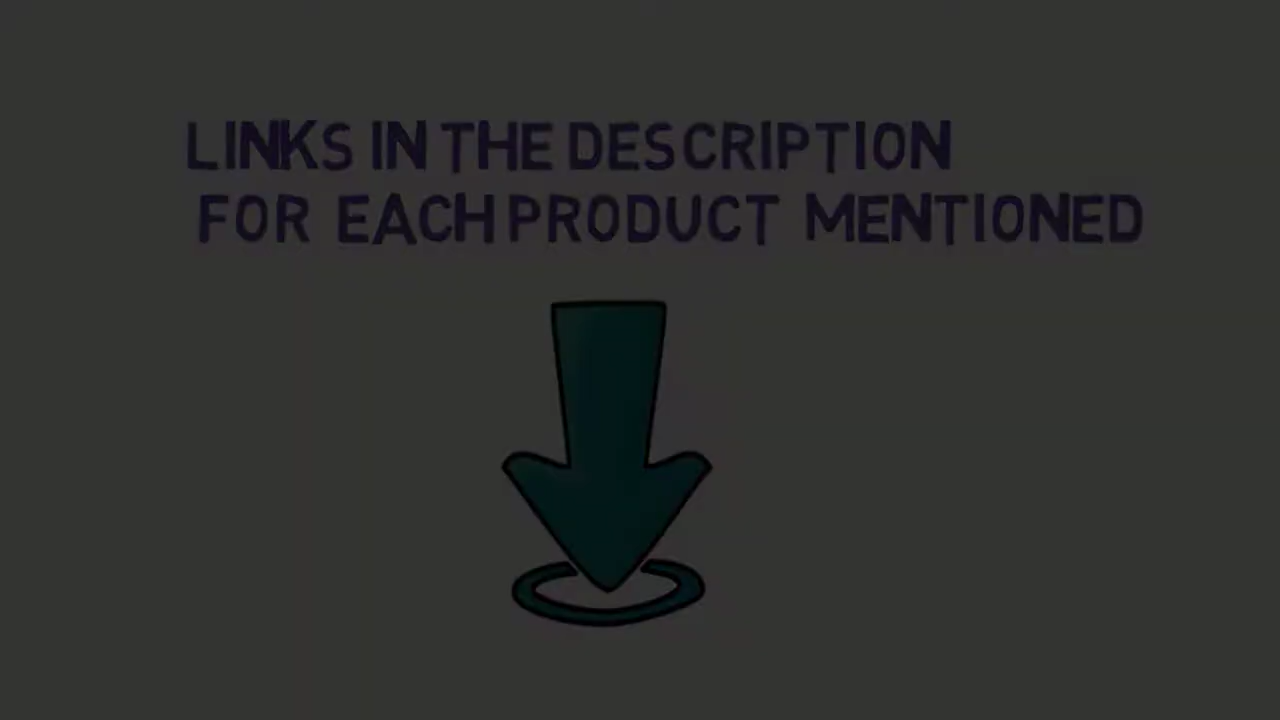 LINKS IN THE DESCRIPTION
FOR EACH PRODUCT MENTIONED